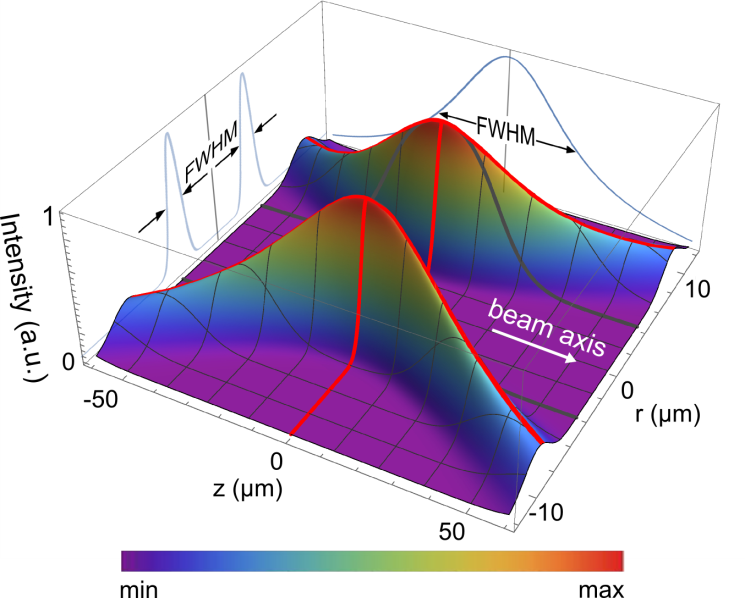 FWHM
FWHM
1
Intensity (a.u.)
0
-50
0
z (µm)
50
beam axis
10
0
r (µm)
-10
min
max